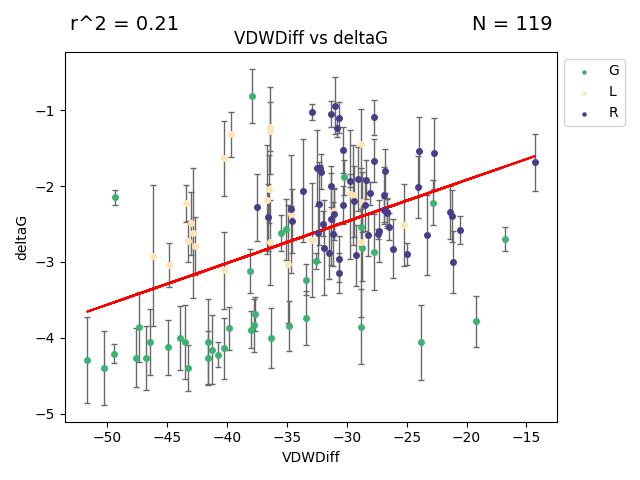 r^2 = 0.21
N = 119
VDWDiff vs deltaG
G
L
R
deltaG
−1
−2
−3
−4
−5
−50 −45 −40 −35 −30 −25 −20 −15
VDWDiff